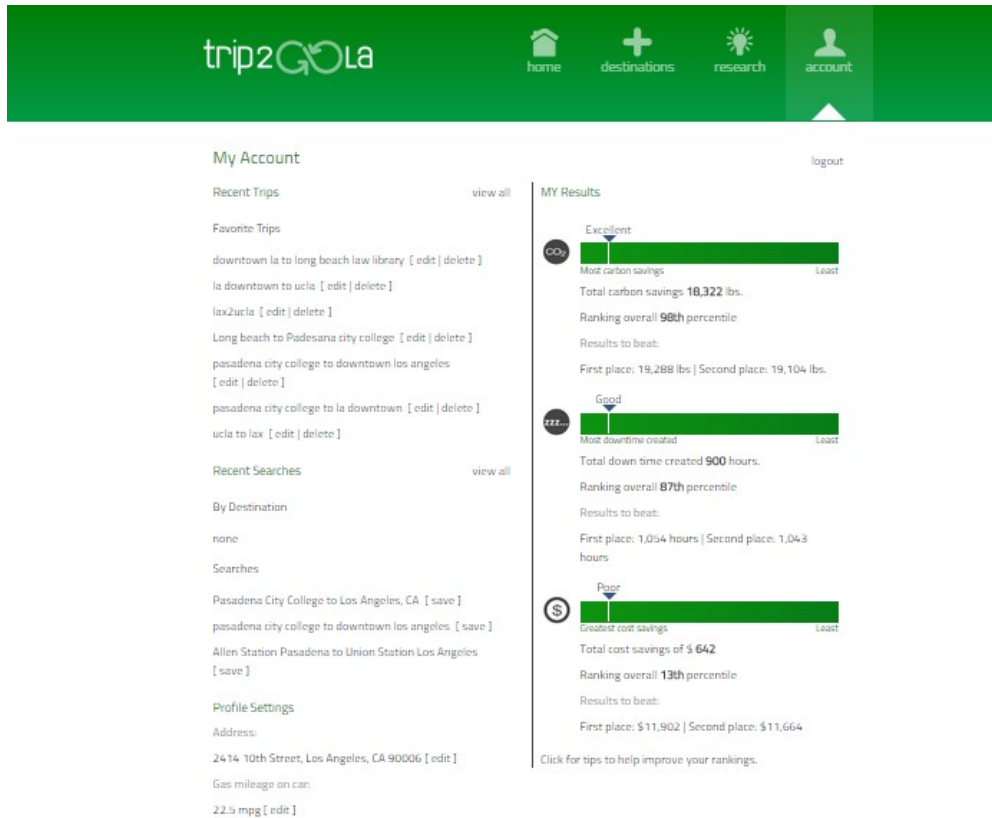 trip2GOLa
home
destinations
research
account
My Account
logout
Recent Trips
view all
Favorite Trips
downtown la to long beach law library [ edit | delete ]
la downtown to ucla [ edit | delete ]
lax2ucla [ edit | delete ]
Long beach to Padesana city college [ edit | delete ]
pasadena city college to downtown los angeles
[ edit | delete ]
pasadena city college to la downtown [ edit | delete ]
ucla to lax [ edit | delete ]
Recent Searches
view all
By Destination
none
Searches
Pasadena City College to Los Angeles, CA [ save ]
pasadena city college to downtown los angeles [ save ]
Allen Station Pasadena to Union Station Los Angeles
[ save ]
Profile Settings
Address:
2414 10th Street, Los Angeles, CA 90006 [ edit ]
Gas mileage on car:
22.5 mpg [ edit ]
MY Results
Excellent
CO2
Most carbon savings
Least
Total carbon savings 18,322 lbs.
Ranking overall 98th percentile
Results to beat:
First place: 19,288 lbs | Second place: 19,104 lbs.
Good
zzz...
Most downtime created
Least
Total down time created 900 hours.
Ranking overall 87th percentile
Results to beat:
First place: 1,054 hours | Second place: 1,043
hours
Poor
$
Greatest cost savings
Least
Total cost savings of $ 642
Ranking overall 13th percentile
Results to beat:
First place: $11,902 | Second place: $11,664
Click for tips to help improve your rankings.